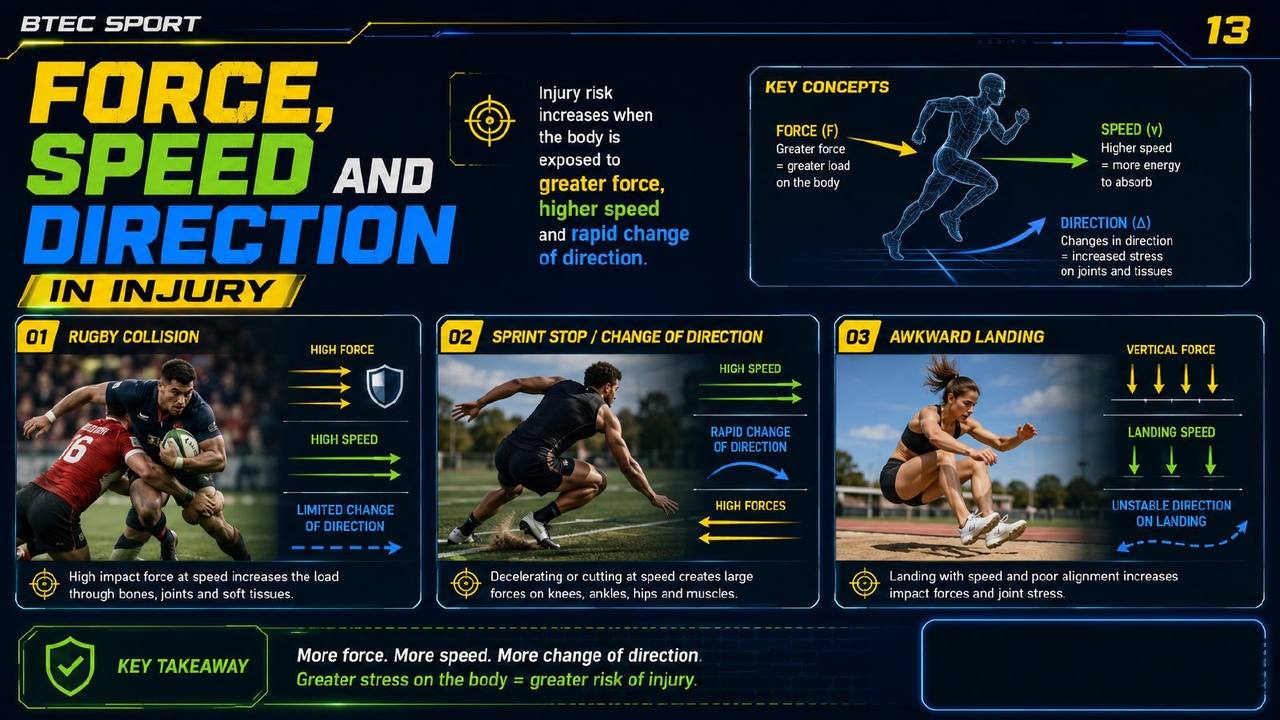 BTEC SPORT
13
FORCE,
SPEED AND
DIRECTION
IN INJURY
Injury risk
increases when
the body is
exposed to
greater force,
higher speed
and rapid change
of direction.
KEY CONCEPTS
FORCE (F)
Greater force
= greater load
on the body
SPEED (v)
Higher speed
= more energy
to absorb
DIRECTION (Δ)
Changes in direction
= increased stress
on joints and tissues
01 RUGBY COLLISION
16
HIGH FORCE
HIGH SPEED
LIMITED CHANGE
OF DIRECTION
High impact force at speed increases the load
through bones, joints and soft tissues.
02 SPRINT STOP / CHANGE OF DIRECTION
HIGH SPEED
RAPID CHANGE
OF DIRECTION
HIGH FORCES
Decelerating or cutting at speed creates large
forces on knees, ankles, hips and muscles.
03 AWKWARD LANDING
VERTICAL FORCE
LANDING SPEED
UNSTABLE DIRECTION
ON LANDING
Landing with speed and poor alignment increases
impact forces and joint stress.
KEY TAKEAWAY
More force. More speed. More change of direction.
Greater stress on the body = greater risk of injury.